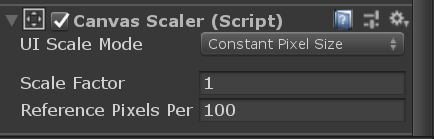 Canvas Scaler (Script)
UI Scale Mode Constant Pixel Size
Scale Factor 1
Reference Pixels Per 100